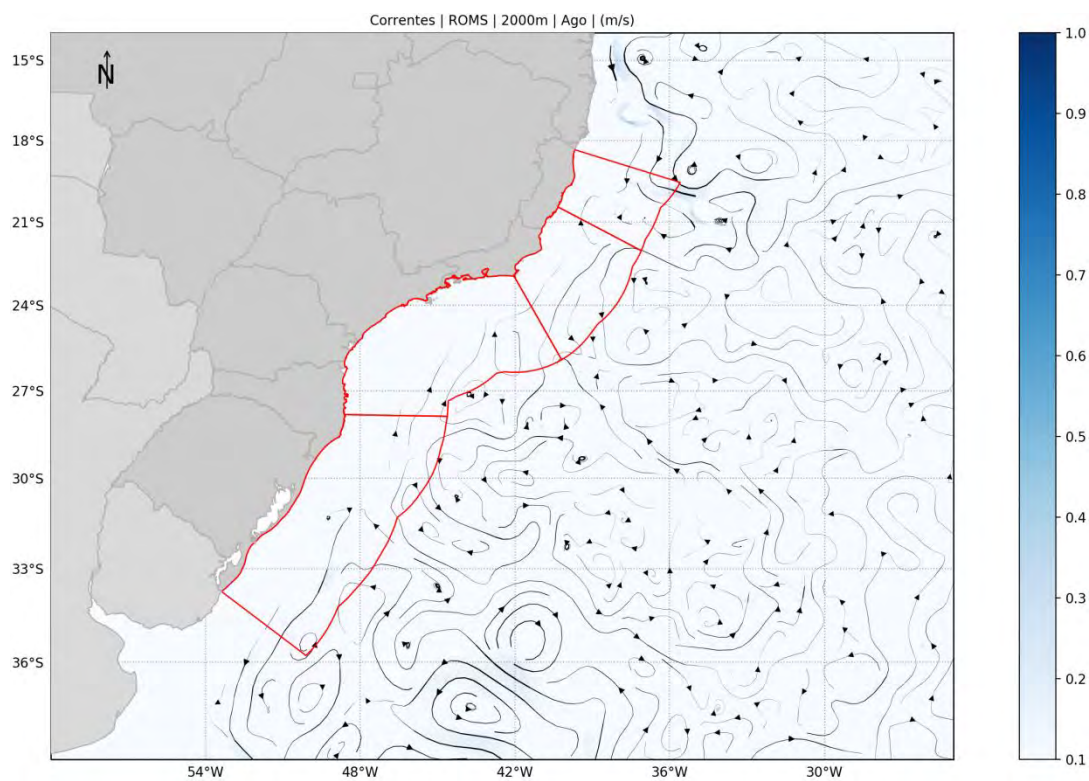 Correntes | ROMS | 2000m | Ago | (m/s)
N
15°S
18°S
21°S
24°S
27°S
30°S
33°S
36°S
54°W
48°W
42°W
36°W
30°W
1.0
0.9
0.8
0.7
0.6
0.5
0.4
0.3
0.2
0.1